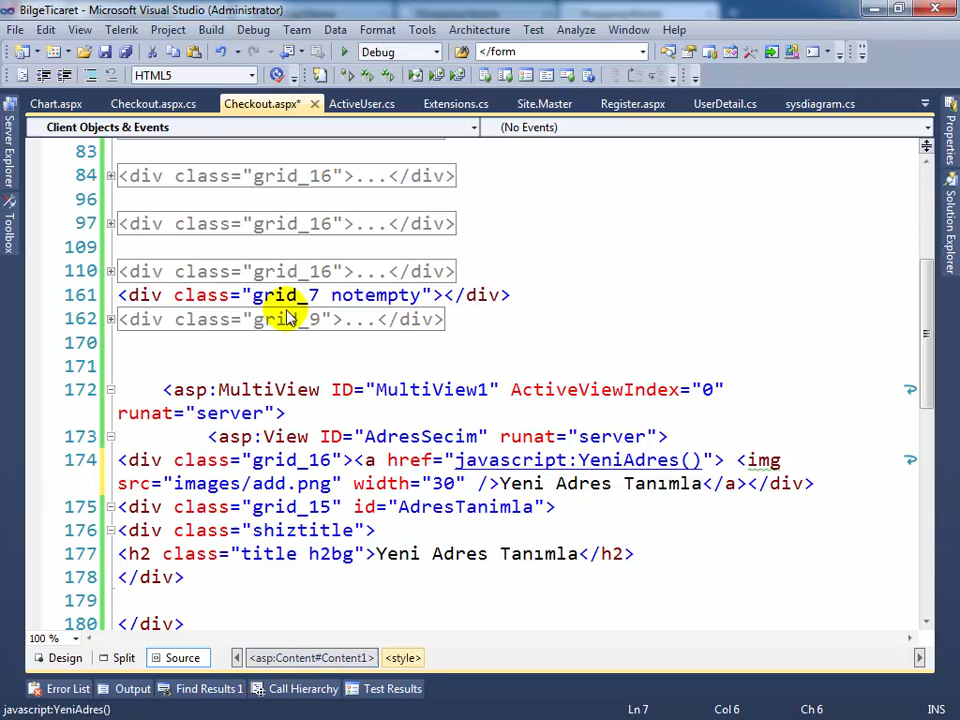 BilgeTicaret - Microsoft Visual Studio (Administrator)
File Edit View Telerik Project Build Debug Team Data Format Tools Architecture Test Analyze Window Help
Debug </form
HTML5
Chart.aspx Checkout.aspx.cs Checkout.aspx* ActiveUser.cs Extensions.cs Site.Master Register.aspx UserDetail.cs sysdiagram.cs
Client Objects & Events (No Events)
Server Explorer
Toolbox
Properties
Solution Explorer
83
84 <div class="grid_16">...</div>
96
97 <div class="grid_16">...</div>
109
110 <div class="grid_16">...</div>
161 <div class="grid_7 notempty"></div>
162 <div class="grid_9">...</div>
170
171
172 <asp:MultiView ID="MultiView1" ActiveViewIndex="0"
runat="server">
173 <asp:View ID="AdresSecim" runat="server">
174 <div class="grid_16"><a href="javascript:YeniAdres()"> <img
src="images/add.png" width="30" />Yeni Adres Tanımla</a></div>
175 <div class="grid_15" id="AdresTanimla">
176 <div class="shiztitle">
177 <h2 class="title h2bg">Yeni Adres Tanımla</h2>
178 </div>
179
180 </div>
100 %
Design Split Source <asp:Content#Content1> <style>
Error List Output Find Results 1 Call Hierarchy Test Results
javascript:YeniAdres() Ln 7 Col 6 Ch 6 INS